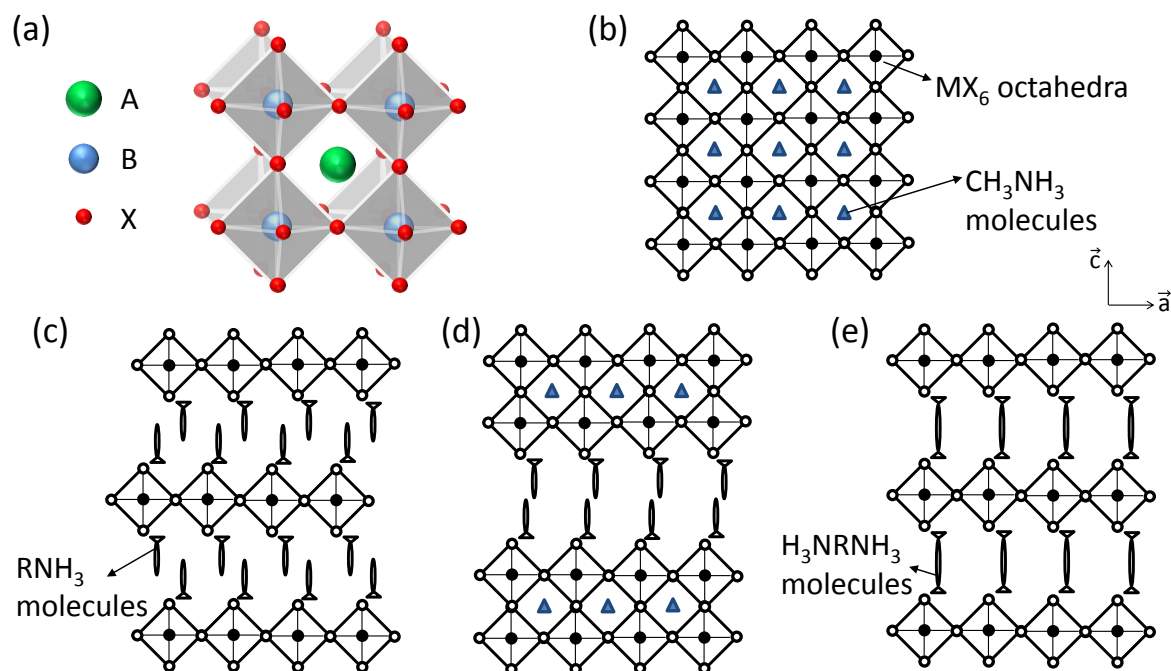 (a)
A
B
X
(b)
MX₆ octahedra
CH₃NH₃
molecules
c⃗
a⃗
(c)
RNH₃
molecules
(d)
(e)
H₃NRNH₃
molecules